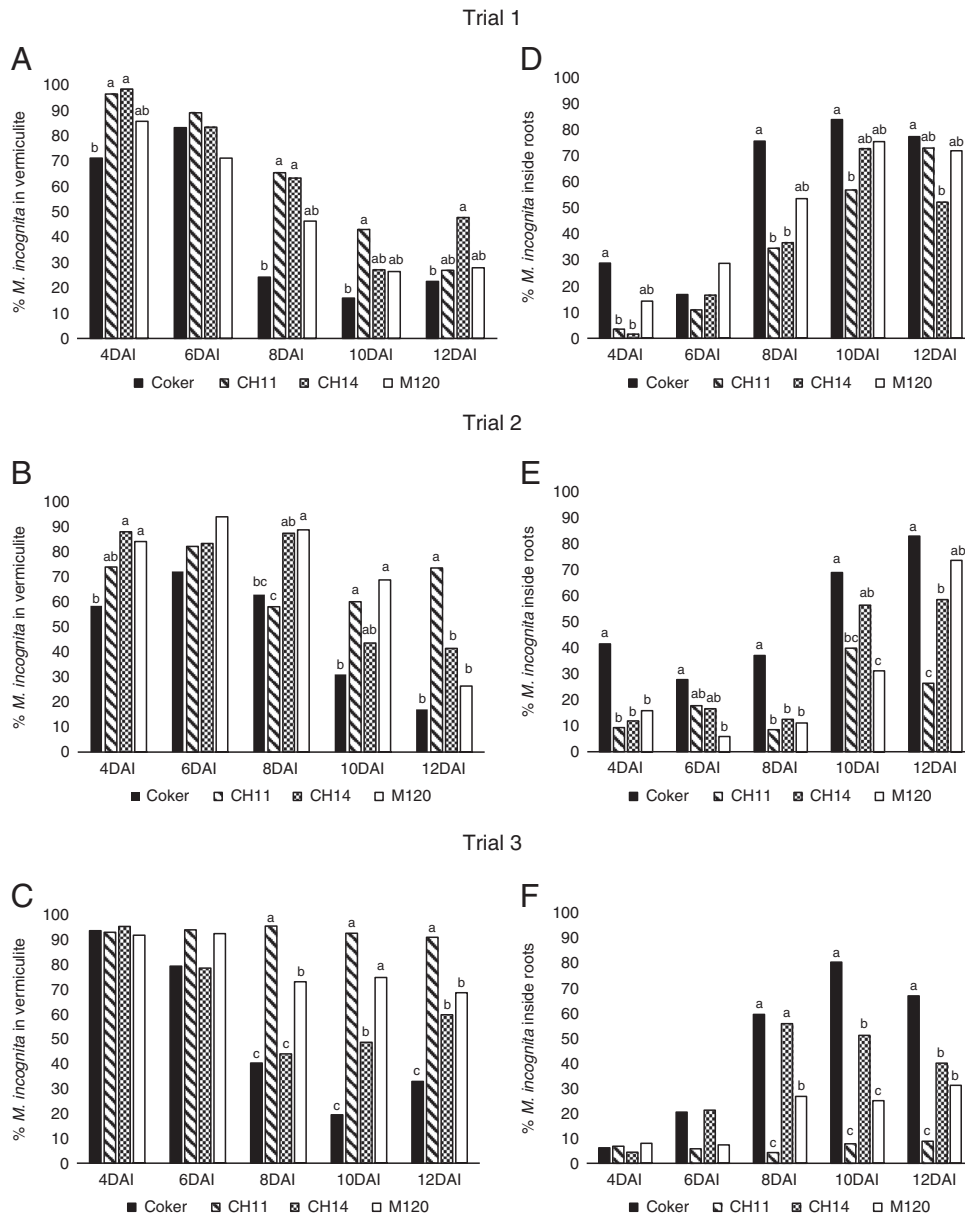 Trial 1
A
% M. incognita in vermiculite
100
90
80
70
60
50
40
30
20
10
0
b a a ab
b a a ab
b a ab ab
b ab a ab
4DAI 6DAI 8DAI 10DAI 12DAI
Coker CH11 CH14 M120
D
% M. incognita inside roots
100
90
80
70
60
50
40
30
20
10
0
a b b ab
a b b ab
a b ab ab
a ab b ab
4DAI 6DAI 8DAI 10DAI 12DAI
Coker CH11 CH14 M120
Trial 2
B
% M. incognita in vermiculite
100
90
80
70
60
50
40
30
20
10
0
b ab a a
bc c ab a
b a ab a
b a b b
4DAI 6DAI 8DAI 10DAI 12DAI
Coker CH11 CH14 M120
E
% M. incognita inside roots
100
90
80
70
60
50
40
30
20
10
0
a b b b
a ab ab b
a b b b
a bc ab c
a c b ab
4DAI 6DAI 8DAI 10DAI 12DAI
Coker CH11 CH14 M120
Trial 3
C
% M. incognita in vermiculite
100
90
80
70
60
50
40
30
20
10
0
c a c b
c a b a
c a b b
4DAI 6DAI 8DAI 10DAI 12DAI
Coker CH11 CH14 M120
F
% M. incognita inside roots
100
90
80
70
60
50
40
30
20
10
0
a c a b
a c b c
a c b b
4DAI 6DAI 8DAI 10DAI 12DAI
Coker CH11 CH14 M120